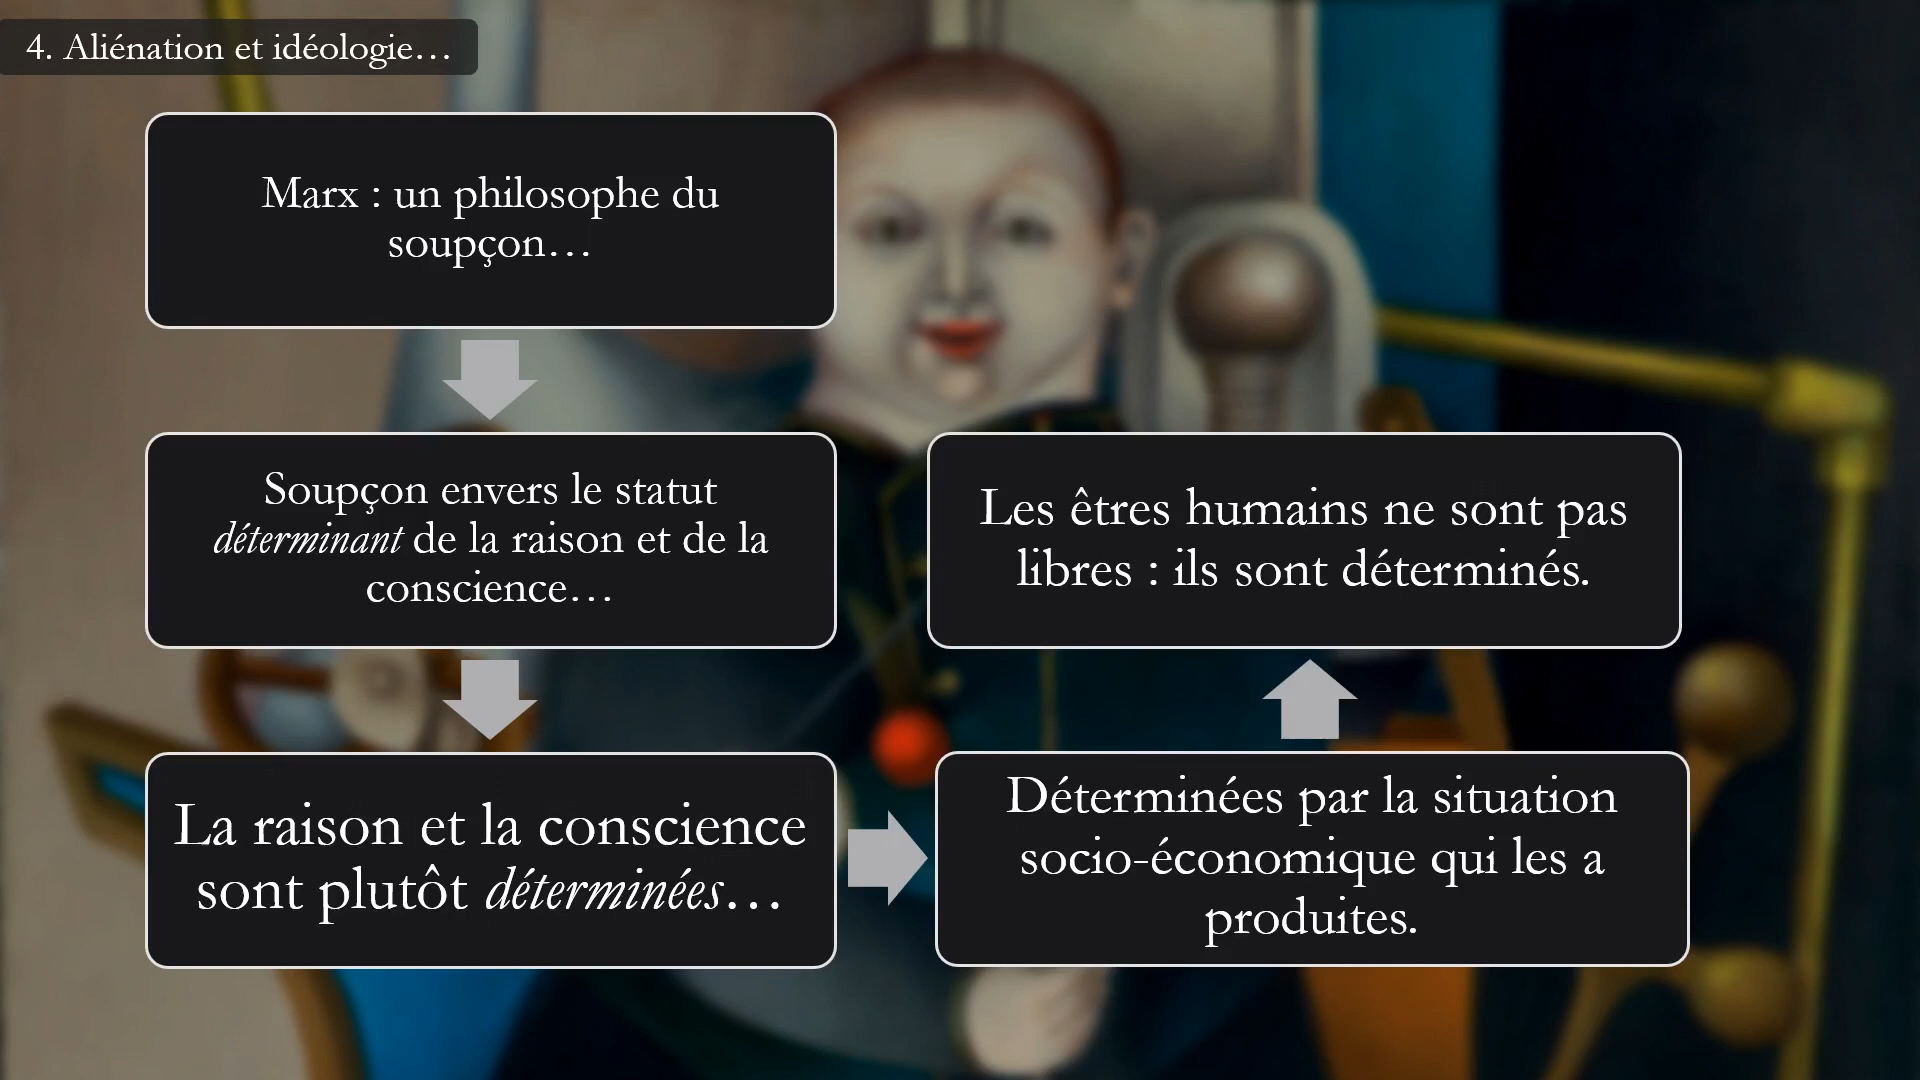 4. Aliénation et idéologie…
Marx : un philosophe du
soupçon…
Soupçon envers le statut
déterminant de la raison et de la
conscience…
La raison et la conscience
sont plutôt déterminées…
Déterminées par la situation
socio-économique qui les a
produites.
Les êtres humains ne sont pas
libres : ils sont déterminés.